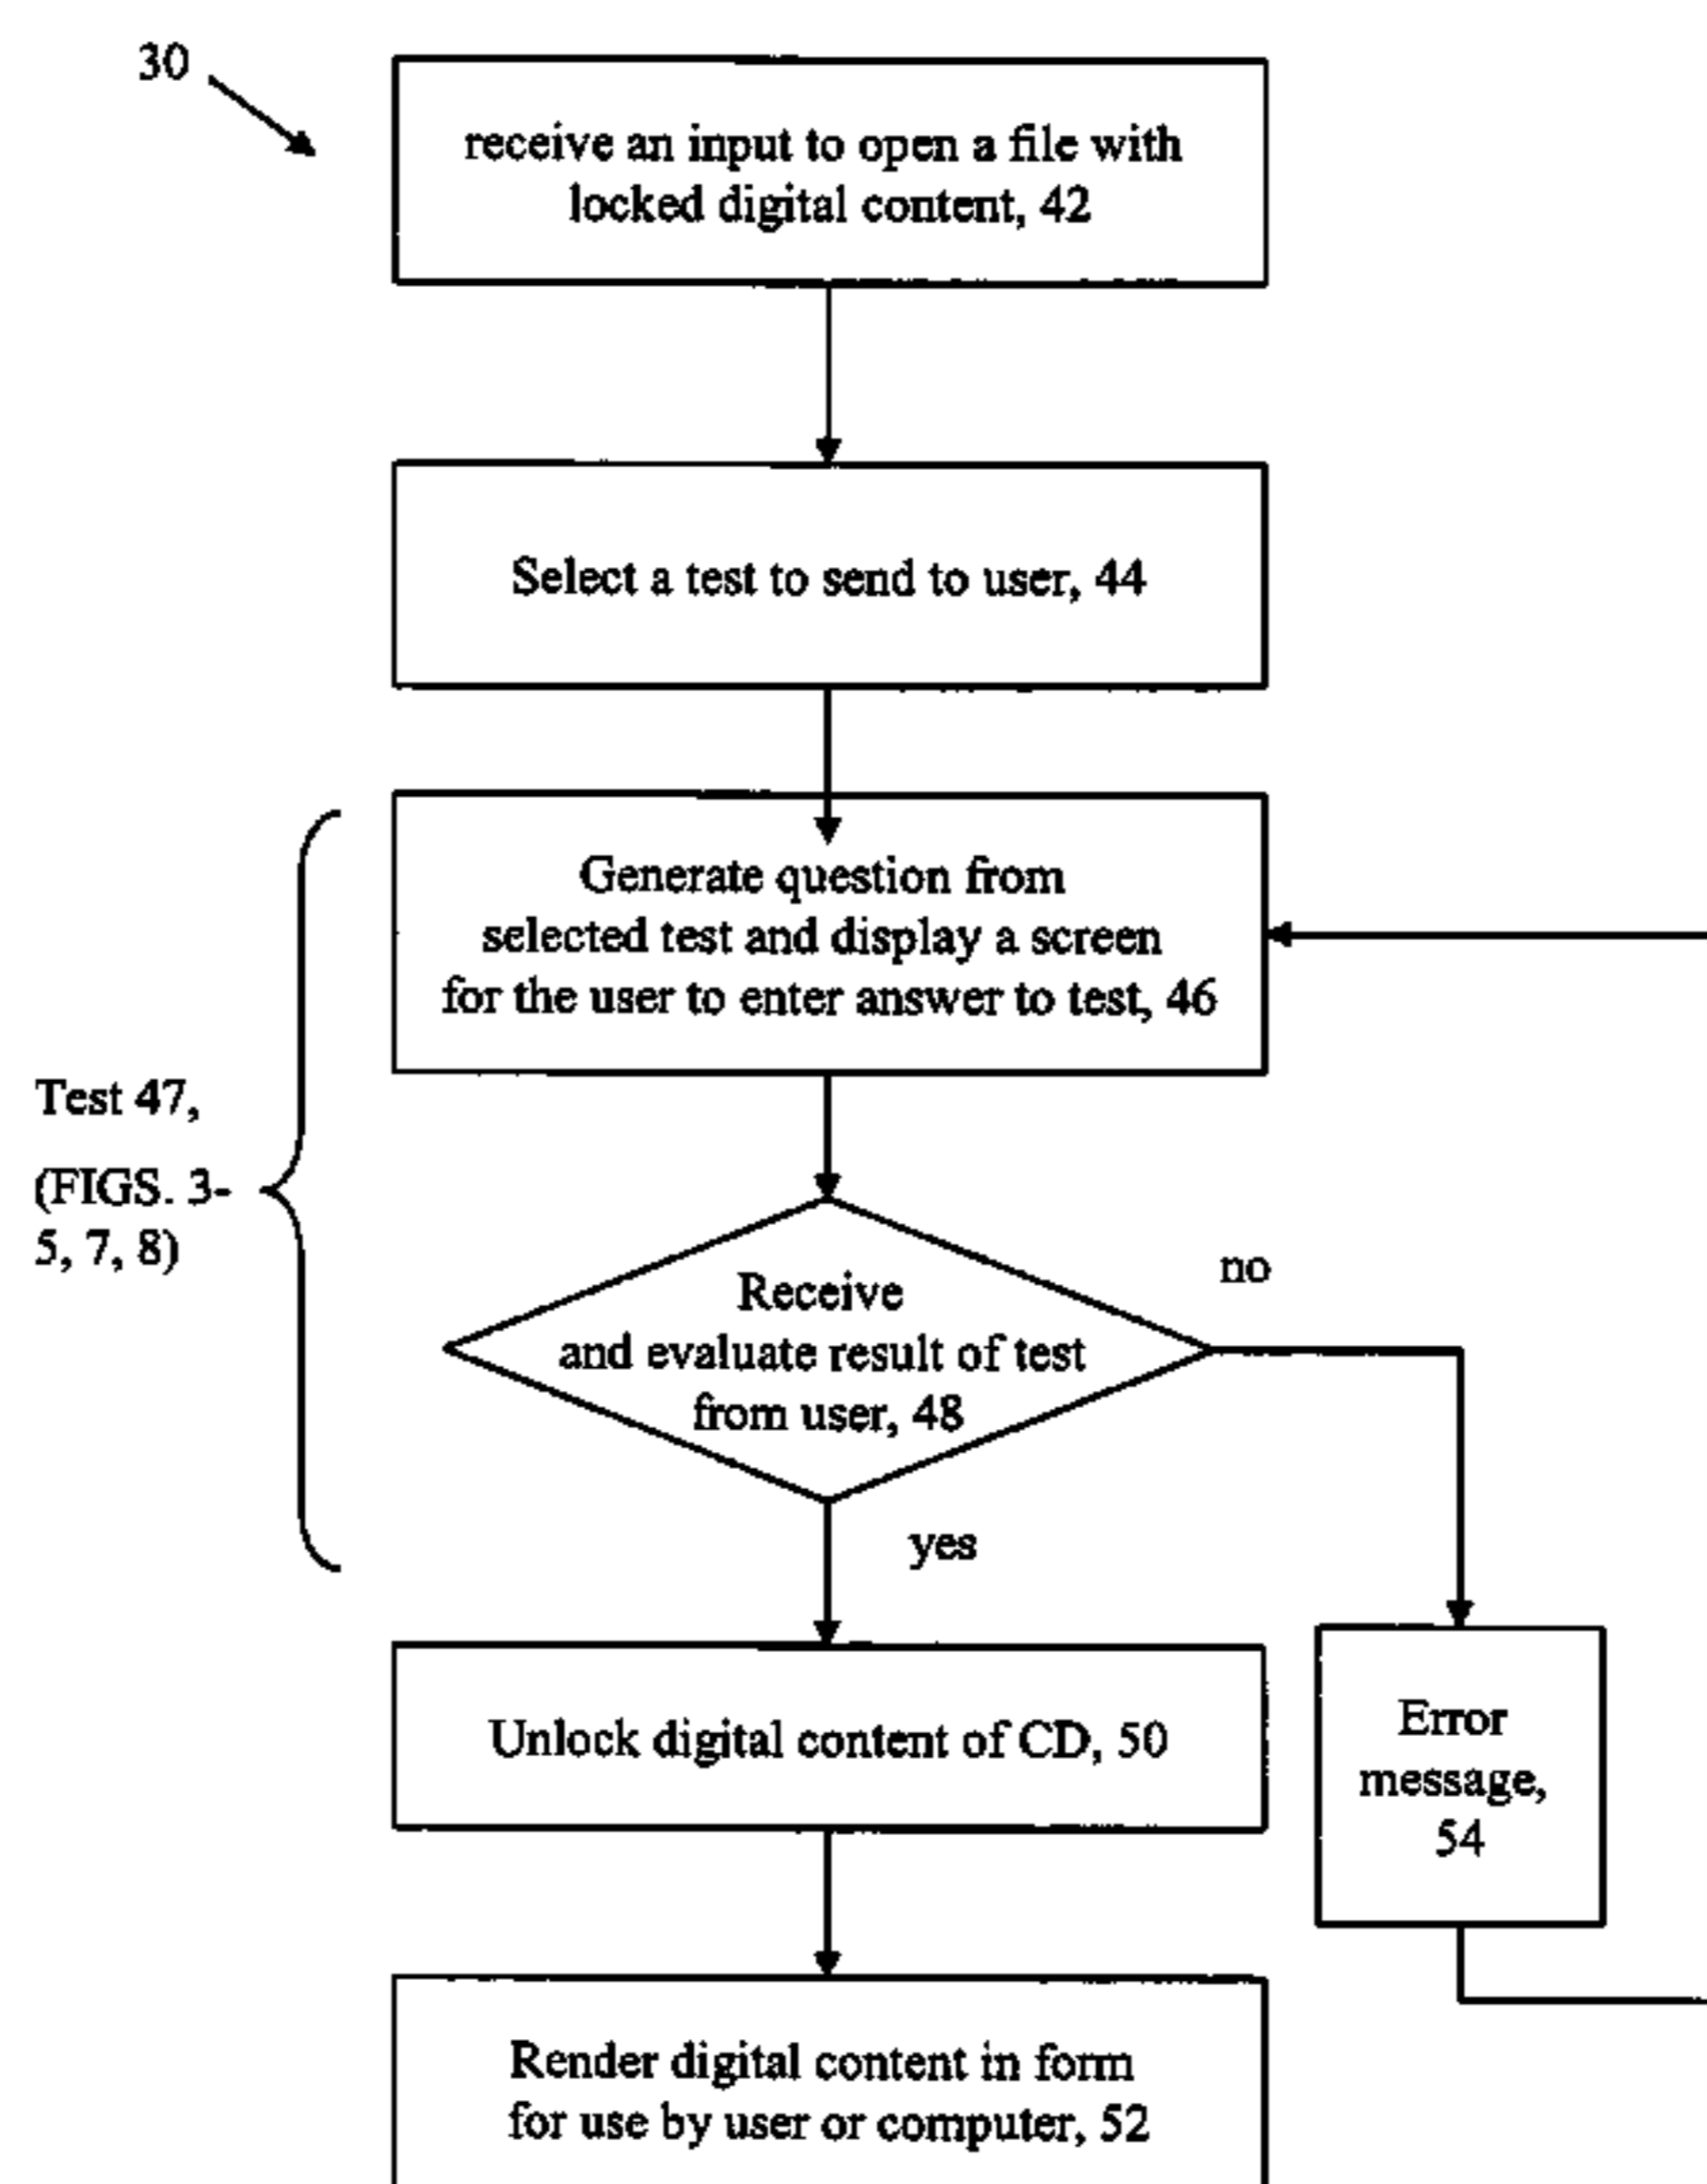 30
receive an input to open a file with
locked digital content, 42
Select a test to send to user, 44
Generate question from
selected test and display a screen
for the user to enter answer to test, 46
Test 47,
(FIGS. 3-
5, 7, 8)
Receive
and evaluate result of test
from user, 48
no
yes
Unlock digital content of CD, 50
Error
message,
54
Render digital content in form
for use by user or computer, 52